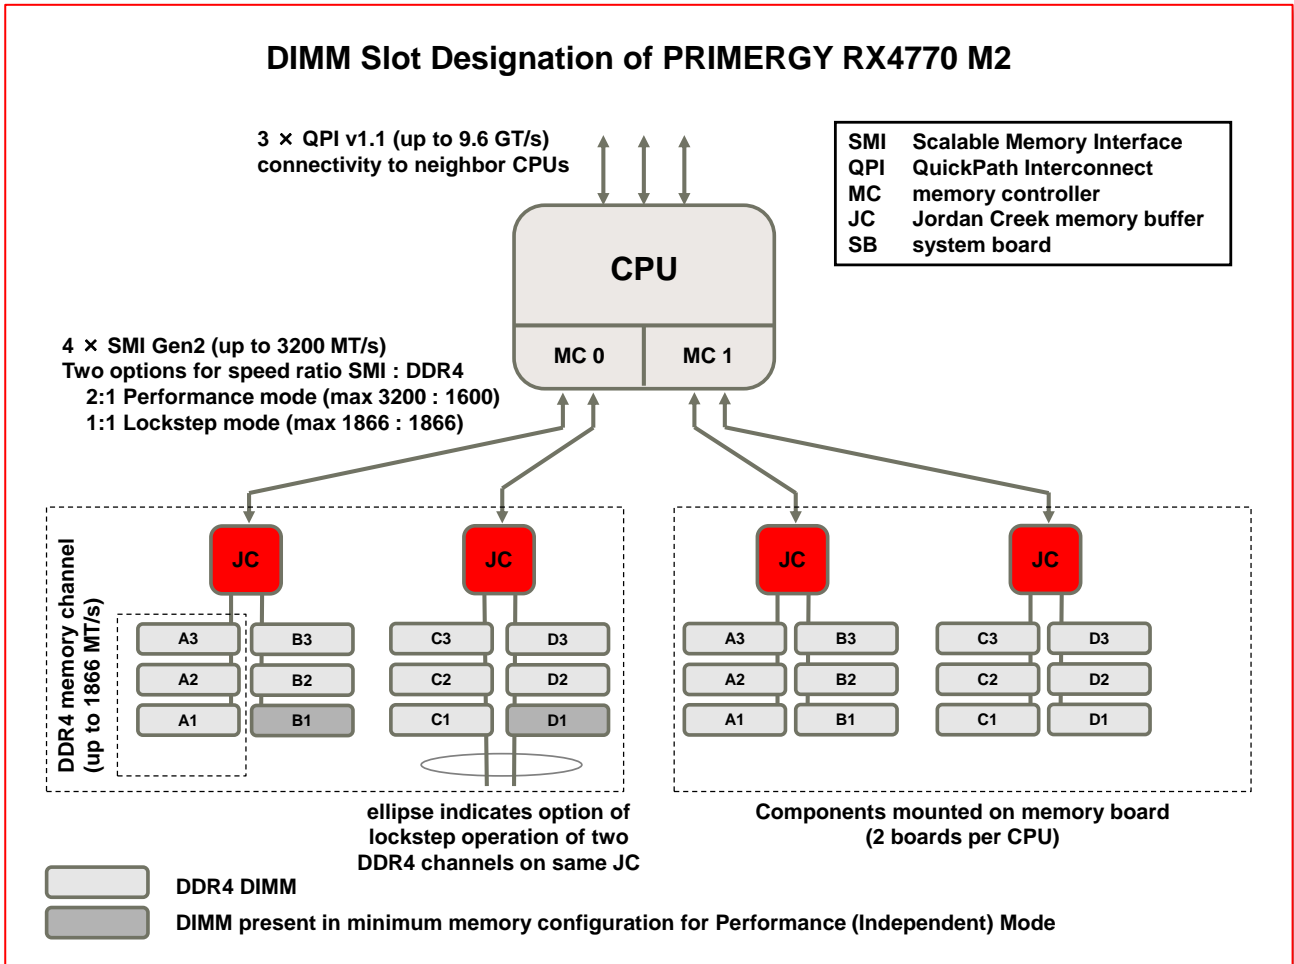 DIMM Slot Designation of PRIMERGY RX4770 M2
3 × QPI v1.1 (up to 9.6 GT/s)
connectivity to neighbor CPUs
SMI Scalable Memory Interface
QPI QuickPath Interconnect
MC memory controller
JC Jordan Creek memory buffer
SB system board
CPU
MC 0 MC 1
4 × SMI Gen2 (up to 3200 MT/s)
Two options for speed ratio SMI : DDR4
2:1 Performance mode (max 3200 : 1600)
1:1 Lockstep mode (max 1866 : 1866)
DDR4 memory channel
(up to 1866 MT/s)
JC JC JC JC
A3 B3 C3 D3 A3 B3 C3 D3
A2 B2 C2 D2 A2 B2 C2 D2
A1 B1 C1 D1 A1 B1 C1 D1
ellipse indicates option of
lockstep operation of two
DDR4 channels on same JC
Components mounted on memory board
(2 boards per CPU)
DDR4 DIMM
DIMM present in minimum memory configuration for Performance (Independent) Mode